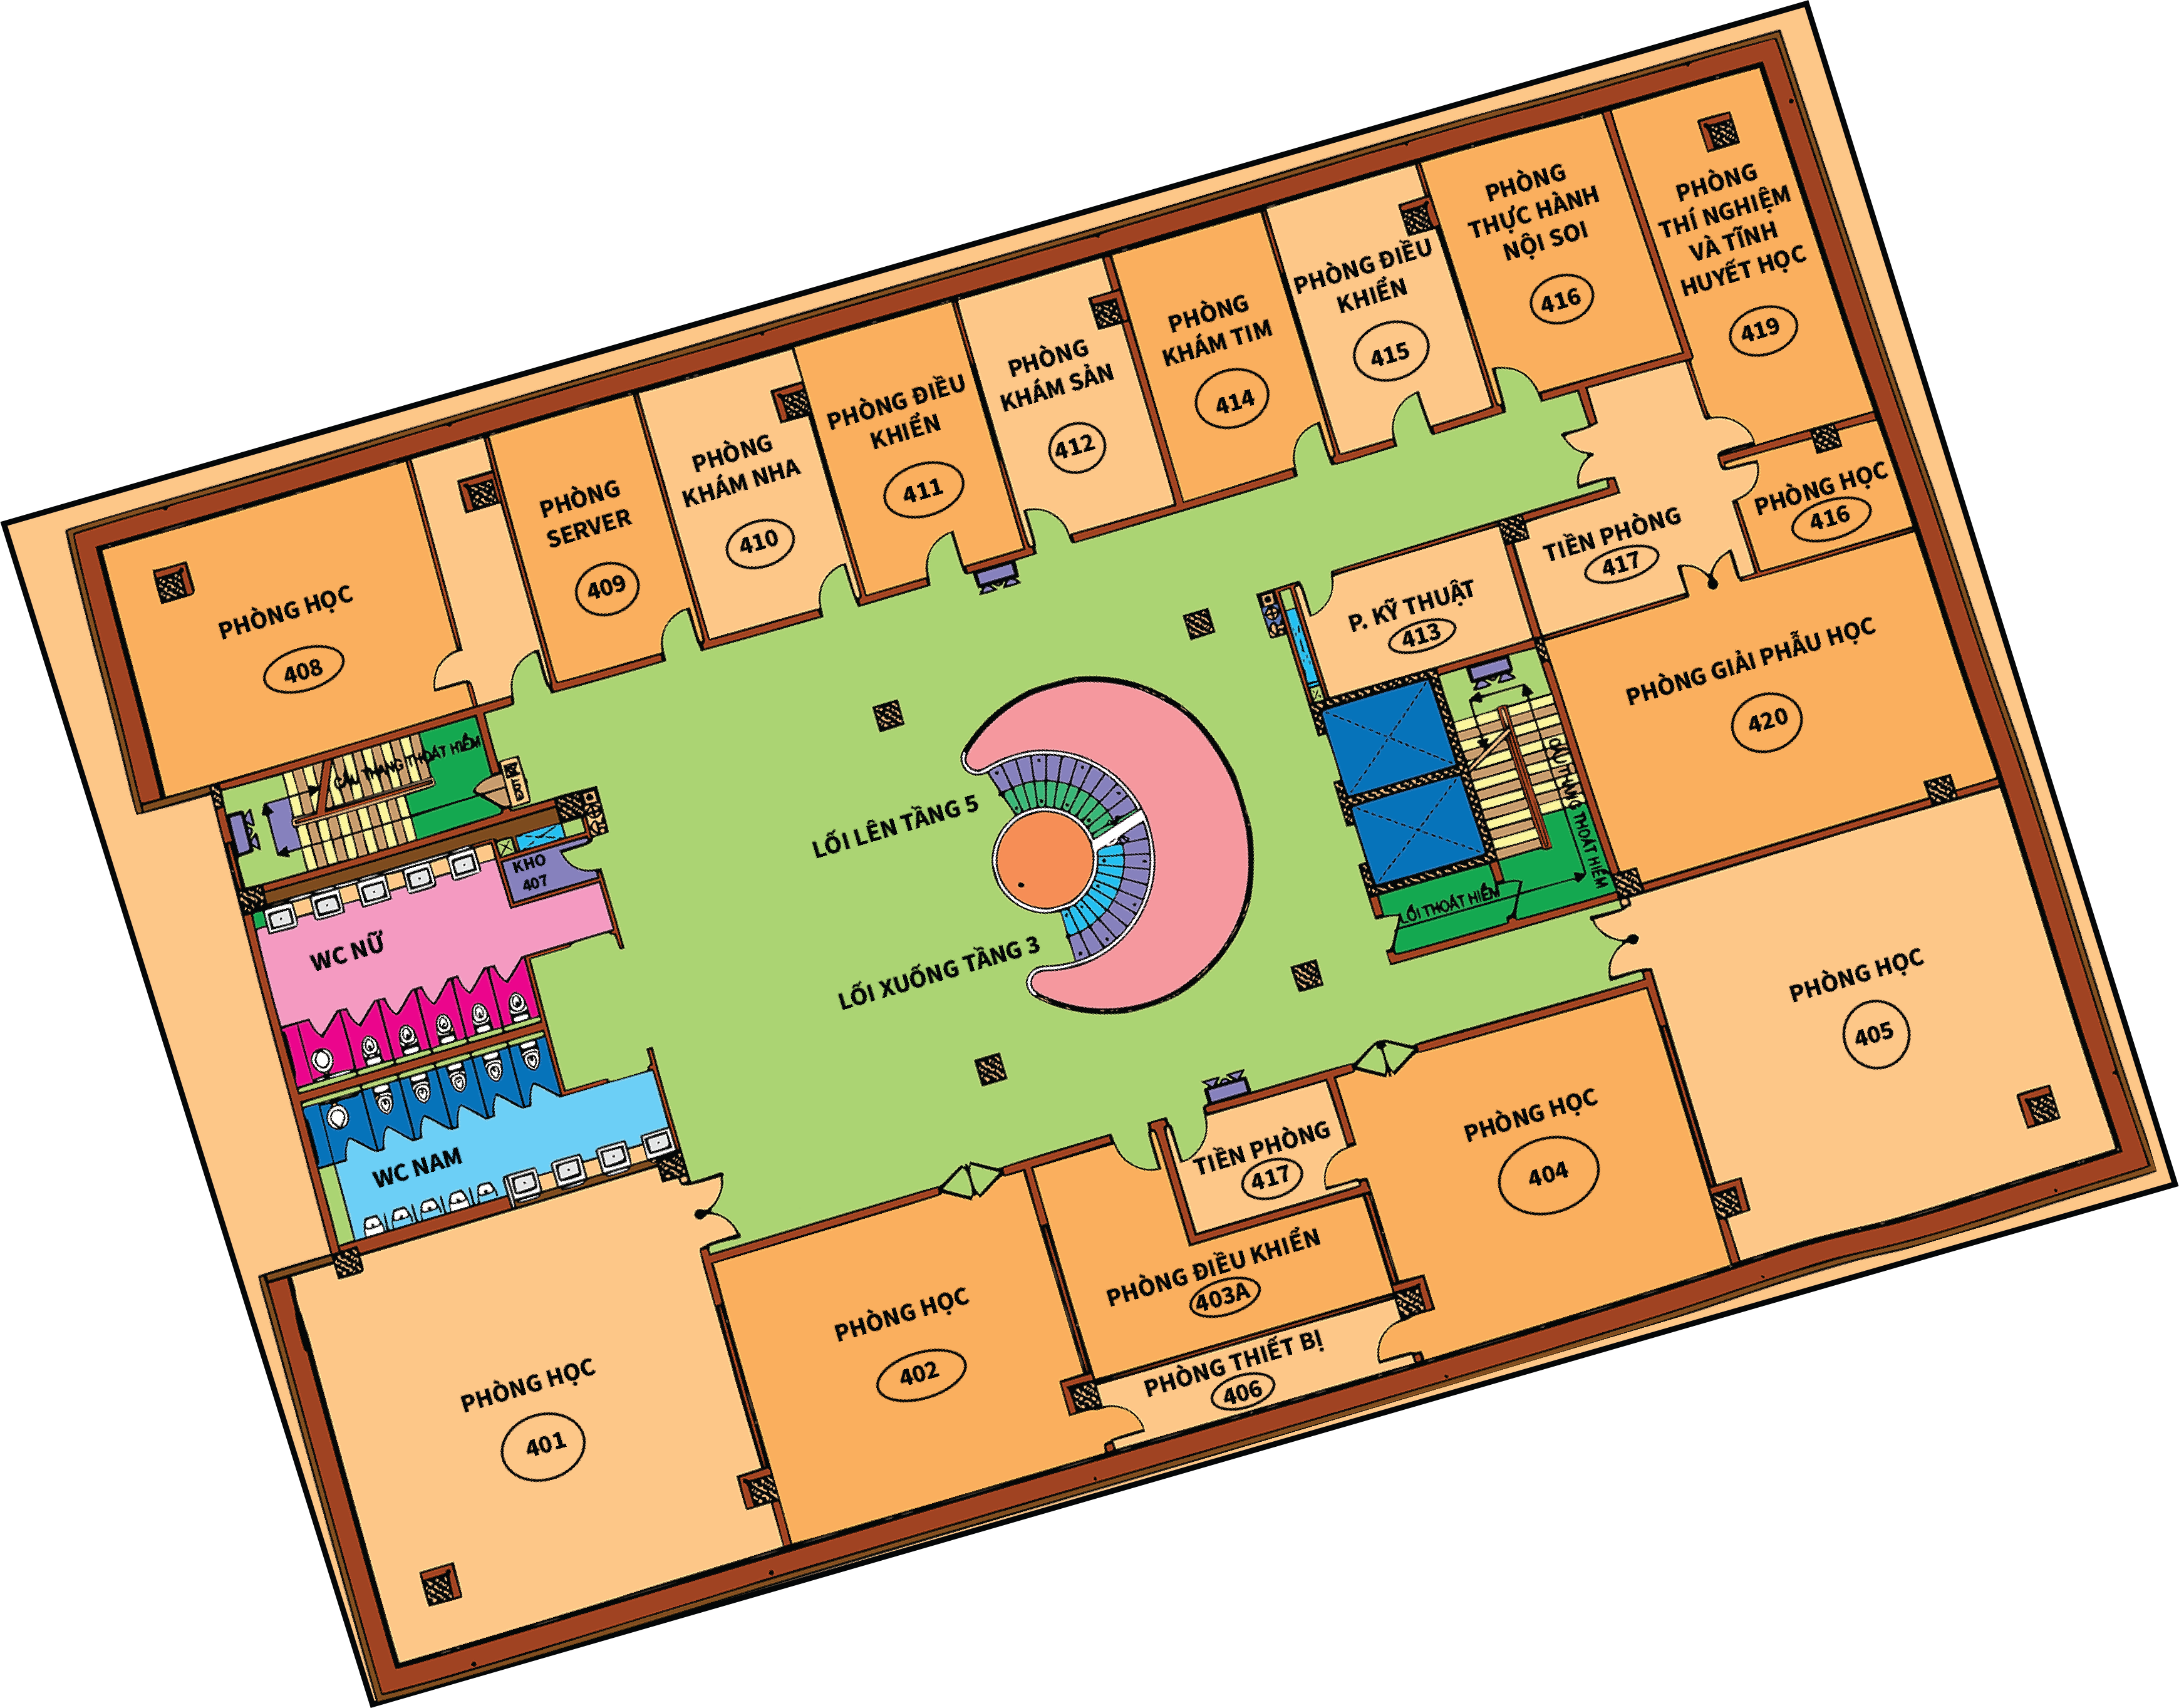 PHÒNG HỌC
408
PHÒNG
SERVER
409
PHÒNG
KHÁM NHA
410
PHÒNG ĐIỀU
KHIỂN
411
PHÒNG
KHÁM SẢN
412
PHÒNG
KHÁM TIM
414
PHÒNG ĐIỀU
KHIỂN
415
PHÒNG
THỰC HÀNH
NỘI SOI
416
PHÒNG
THÍ NGHIỆM
VÀ TĨNH
HUYẾT HỌC
419
PHÒNG HỌC
416
TIỀN PHÒNG
417
P. KỸ THUẬT
413
PHÒNG GIẢI PHẪU HỌC
420
CẦU THANG THOÁT HIỂM
KHO
407
LỐI LÊN TẦNG 5
LỐI XUỐNG TẦNG 3
CẦU THANG THOÁT HIỂM
LỐI THOÁT HIỂM
WC NỮ
WC NAM
PHÒNG HỌC
405
PHÒNG HỌC
404
TIỀN PHÒNG
417
PHÒNG ĐIỀU KHIỂN
403A
PHÒNG THIẾT BỊ
406
PHÒNG HỌC
402
PHÒNG HỌC
401